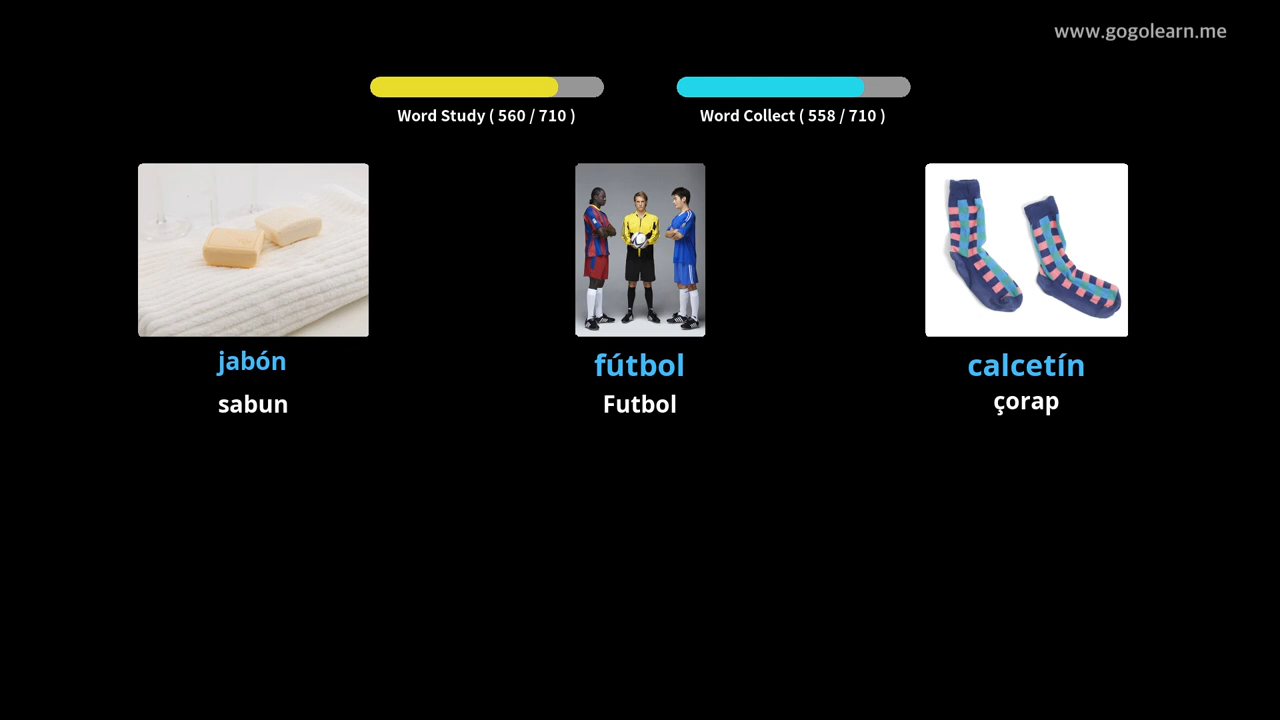 www.gogolearn.me
Word Study ( 560 / 710 )
Word Collect ( 558 / 710 )
jabón
fútbol
calcetín
sabun
Futbol
çorap